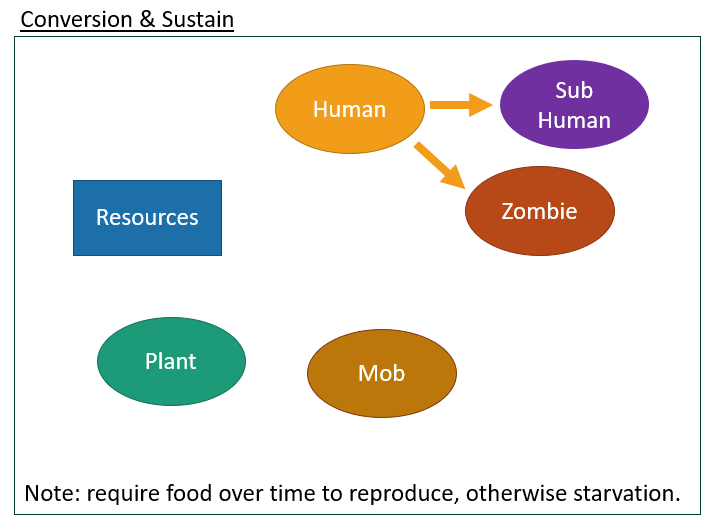 Conversion & Sustain
Human
Sub
Human
Zombie
Resources
Plant
Mob
Note: require food over time to reproduce, otherwise starvation.